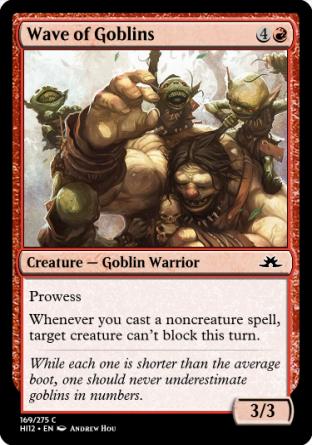 Wave of Goblins 4
Creature — Goblin Warrior
Prowess
Whenever you cast a noncreature spell,
target creature can't block this turn.
While each one is shorter than the average
boot, one should never underestimate
goblins in numbers.
3/3
169/275 C
HI12 • EN Andrew Hou